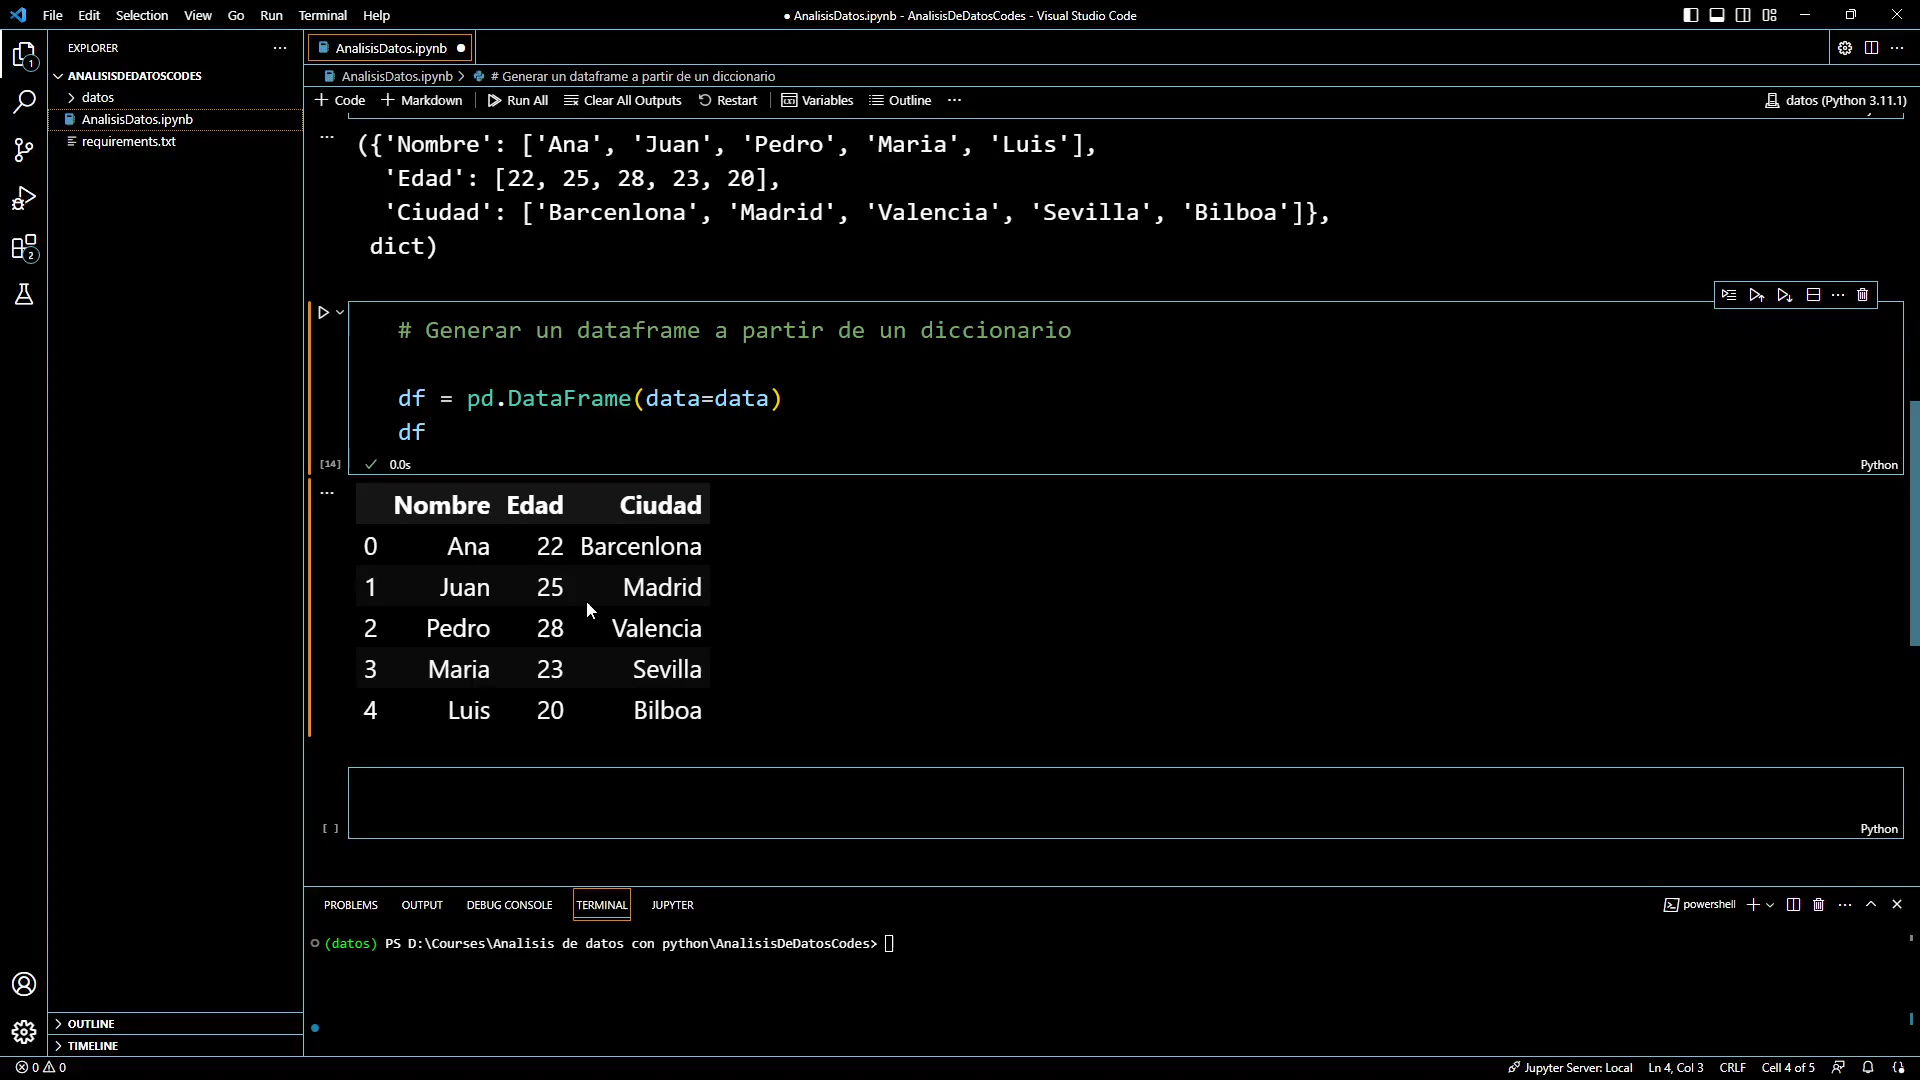 File Edit Selection View Go Run Terminal Help
● AnalisisDatos.ipynb - AnalisisDeDatosCodes - Visual Studio Code
EXPLORER
ANALISISDEDATOSCODES
datos
AnalisisDatos.ipynb
requirements.txt
OUTLINE
TIMELINE
1
2
AnalisisDatos.ipynb
AnalisisDatos.ipynb > # Generar un dataframe a partir de un diccionario
+ Code + Markdown Run All Clear All Outputs Restart Variables Outline ...
datos (Python 3.11.1)
({'Nombre': ['Ana', 'Juan', 'Pedro', 'Maria', 'Luis'],
'Edad': [22, 25, 28, 23, 20],
'Ciudad': ['Barcenlona', 'Madrid', 'Valencia', 'Sevilla', 'Bilboa']},
dict)
# Generar un dataframe a partir de un diccionario
df = pd.DataFrame(data=data)
df
[14] 0.0s Python
Nombre Edad Ciudad
0 Ana 22 Barcenlona
1 Juan 25 Madrid
2 Pedro 28 Valencia
3 Maria 23 Sevilla
4 Luis 20 Bilboa
[ ] Python
PROBLEMS OUTPUT DEBUG CONSOLE TERMINAL JUPYTER
powershell
(datos) PS D:\Courses\Analisis de datos con python\AnalisisDeDatosCodes>
0 0
Jupyter Server: Local Ln 4, Col 3 CRLF Cell 4 of 5